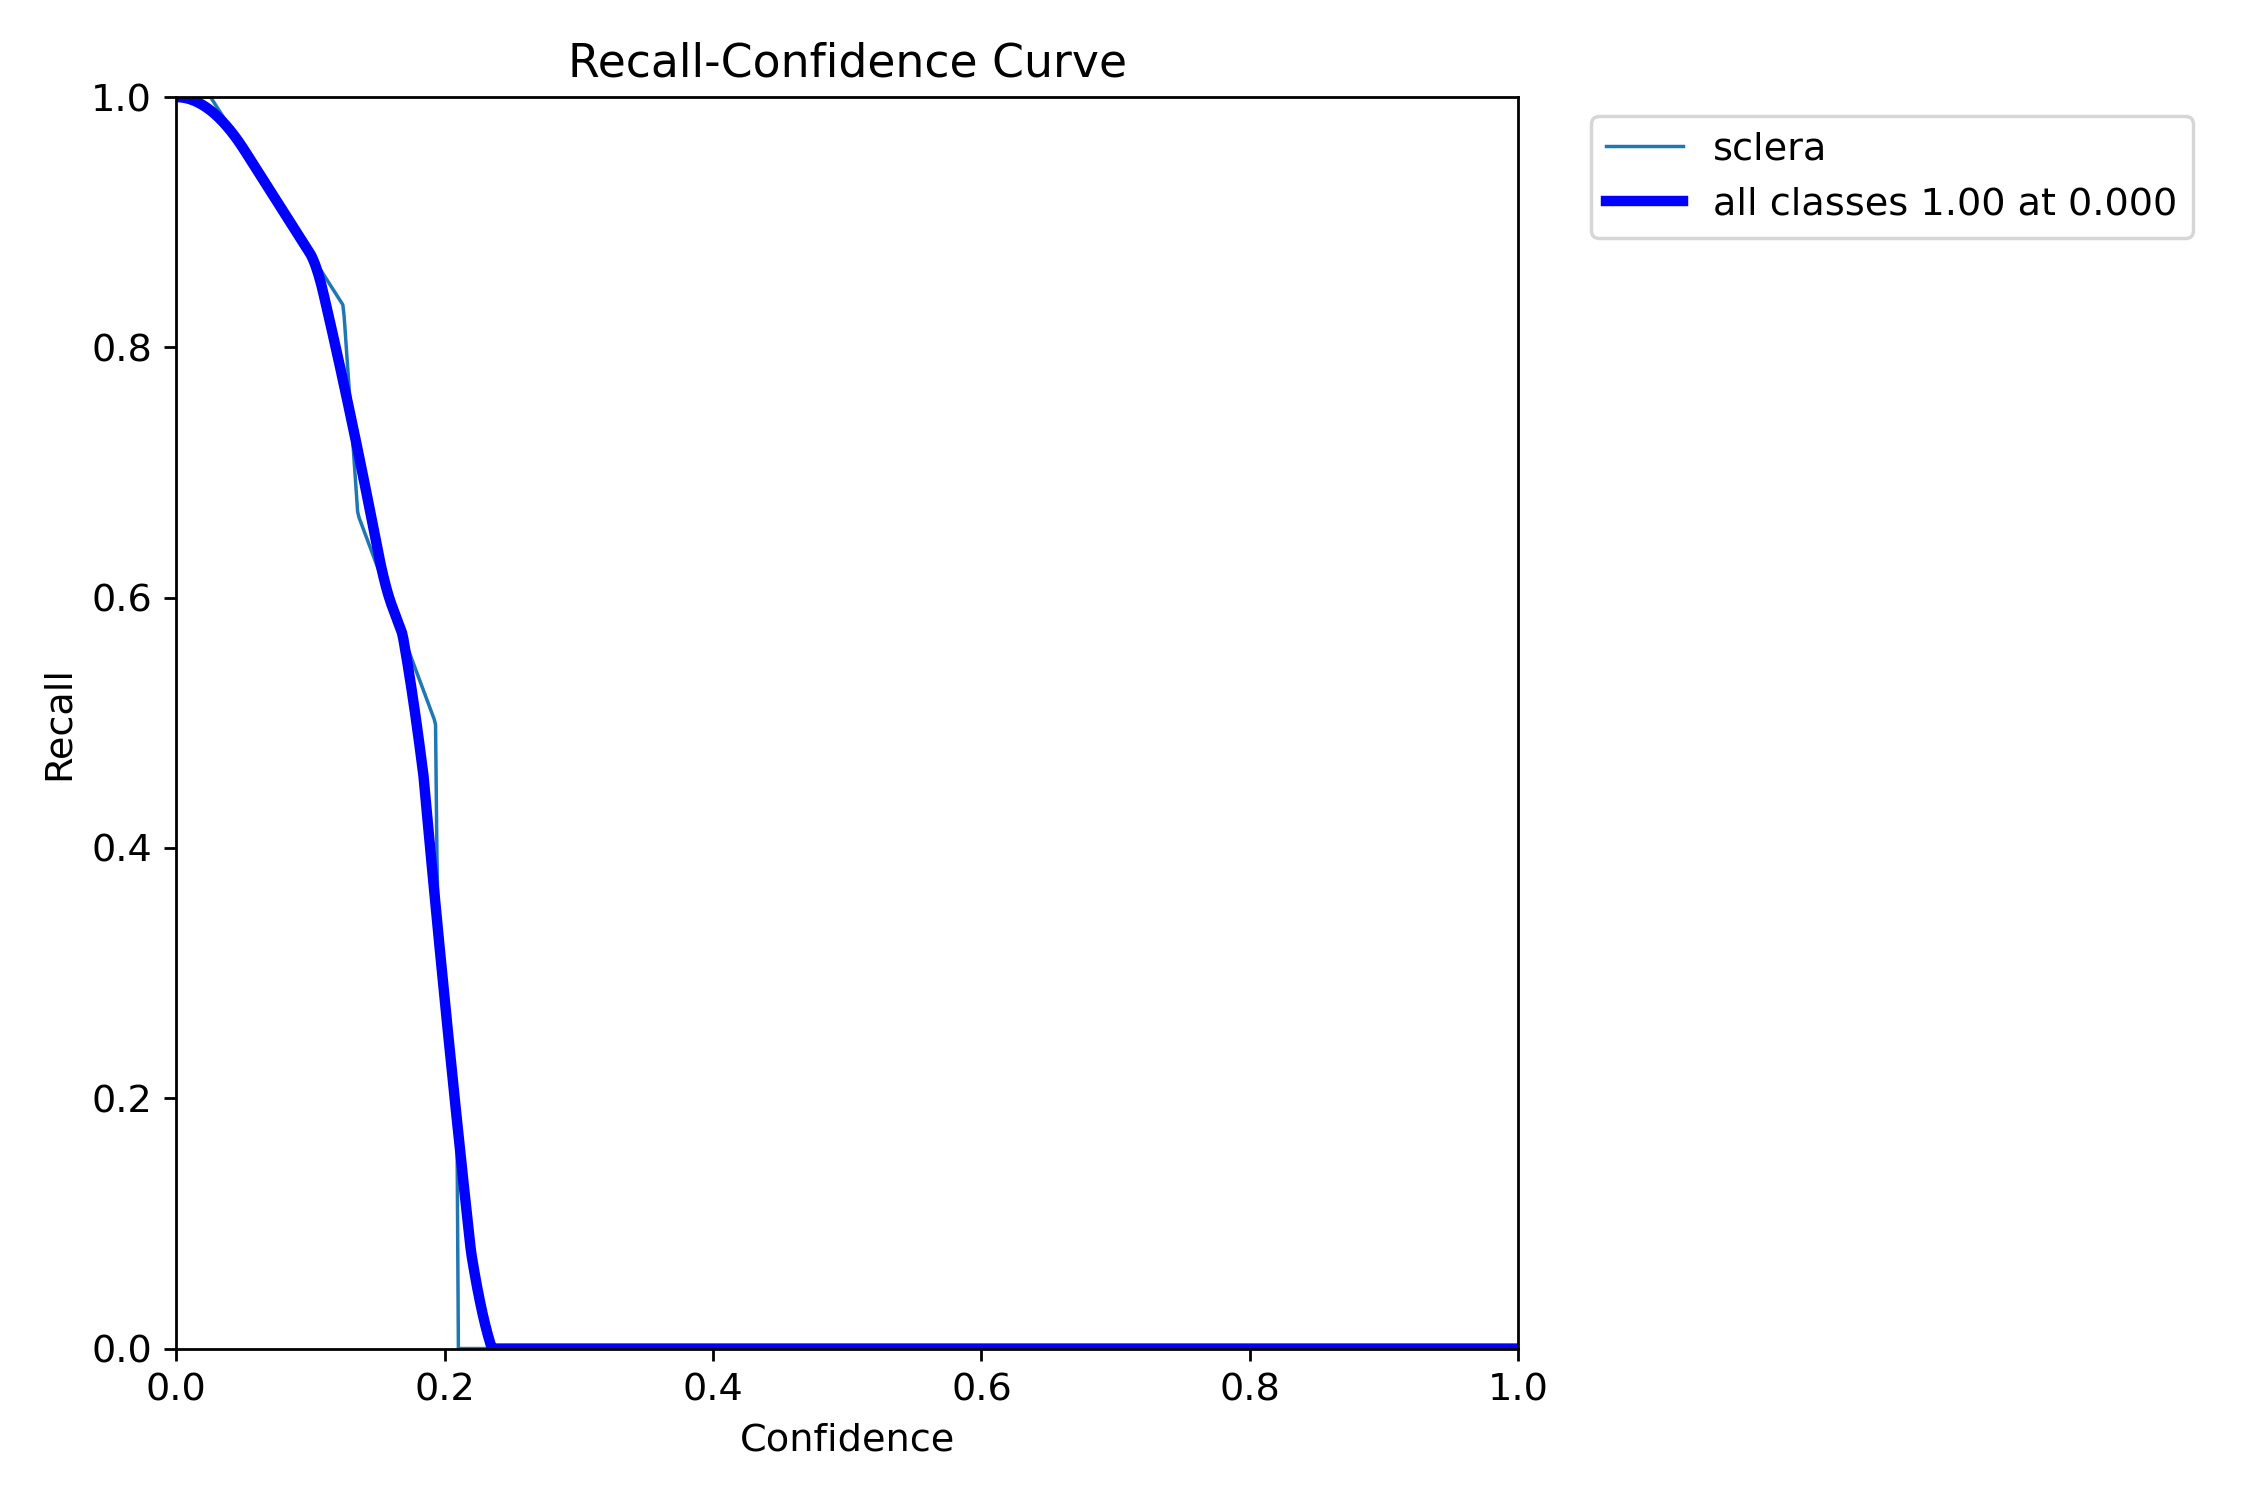 Recall-Confidence Curve
sclera
all classes 1.00 at 0.000
1.0
0.8
0.6
0.4
0.2
0.0
Recall
0.0 0.2 0.4 0.6 0.8 1.0
Confidence